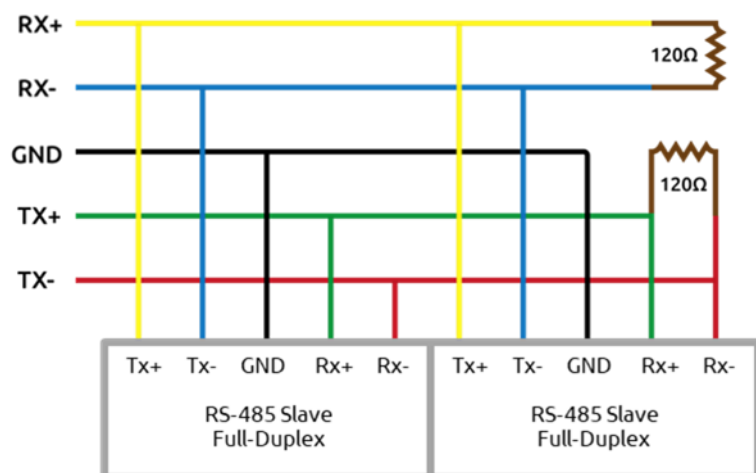 RX+
120Ω
RX-
GND
120Ω
TX+
TX-
Tx+ Tx- GND Rx+ Rx- Tx+ Tx- GND Rx+ Rx-
RS-485 Slave
Full-Duplex
RS-485 Slave
Full-Duplex